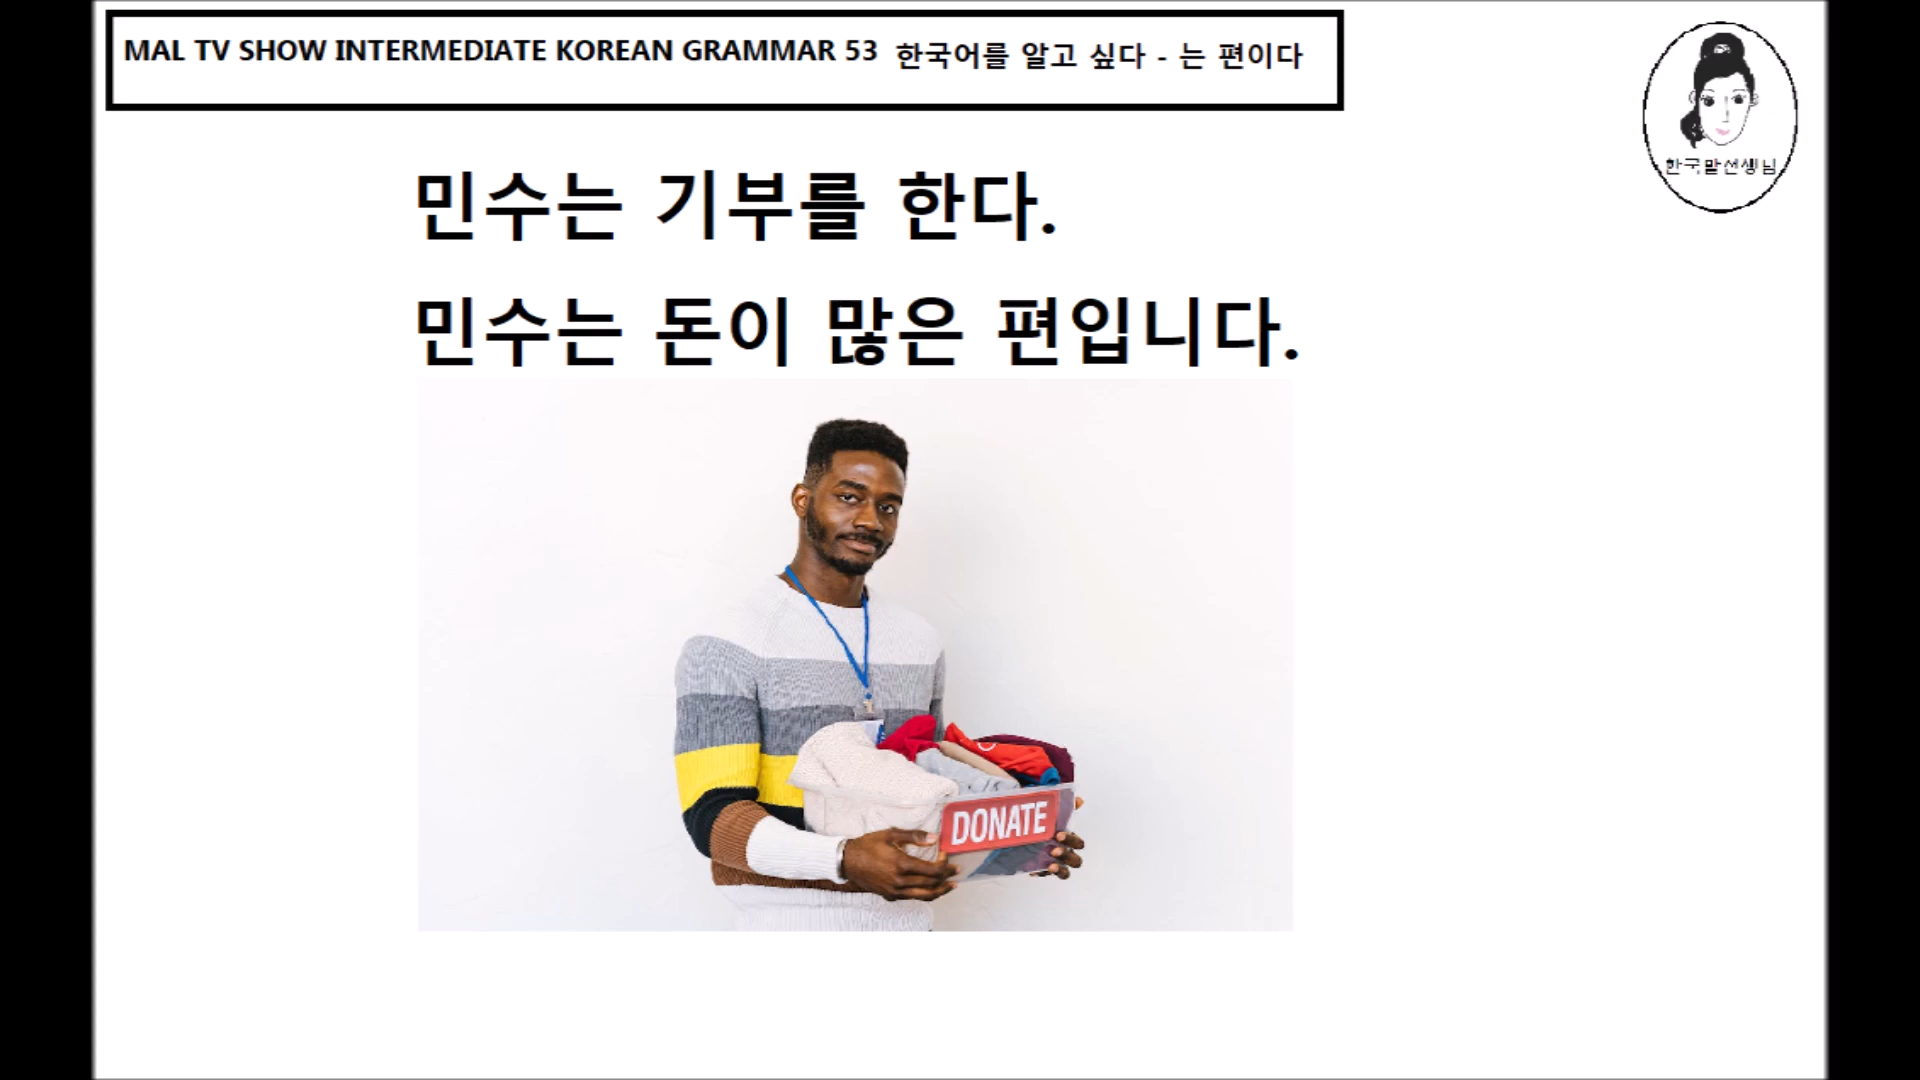 MAL TV SHOW INTERMEDIATE KOREAN GRAMMAR 53 한국어를 알고 싶다 - 는 편이다
한국말선생님
민수는 기부를 한다.
민수는 돈이 많은 편입니다.
DONATE